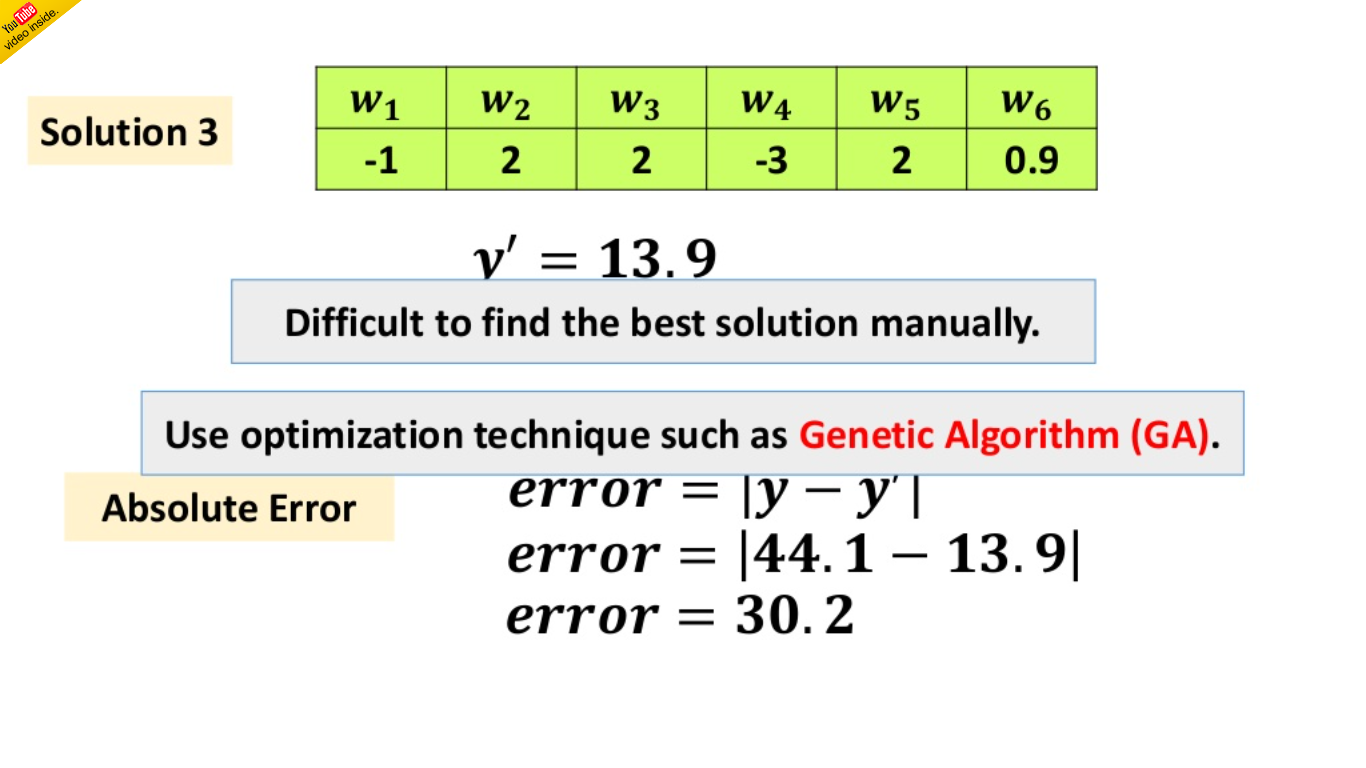 YouTube
video inside.
Solution 3
w₁ w₂ w₃ w₄ w₅ w₆
-1 2 2 -3 2 0.9
y′ = 13.9
Difficult to find the best solution manually.
Use optimization technique such as Genetic Algorithm (GA).
Absolute Error
error = |y − y′|
error = |44.1 − 13.9|
error = 30.2